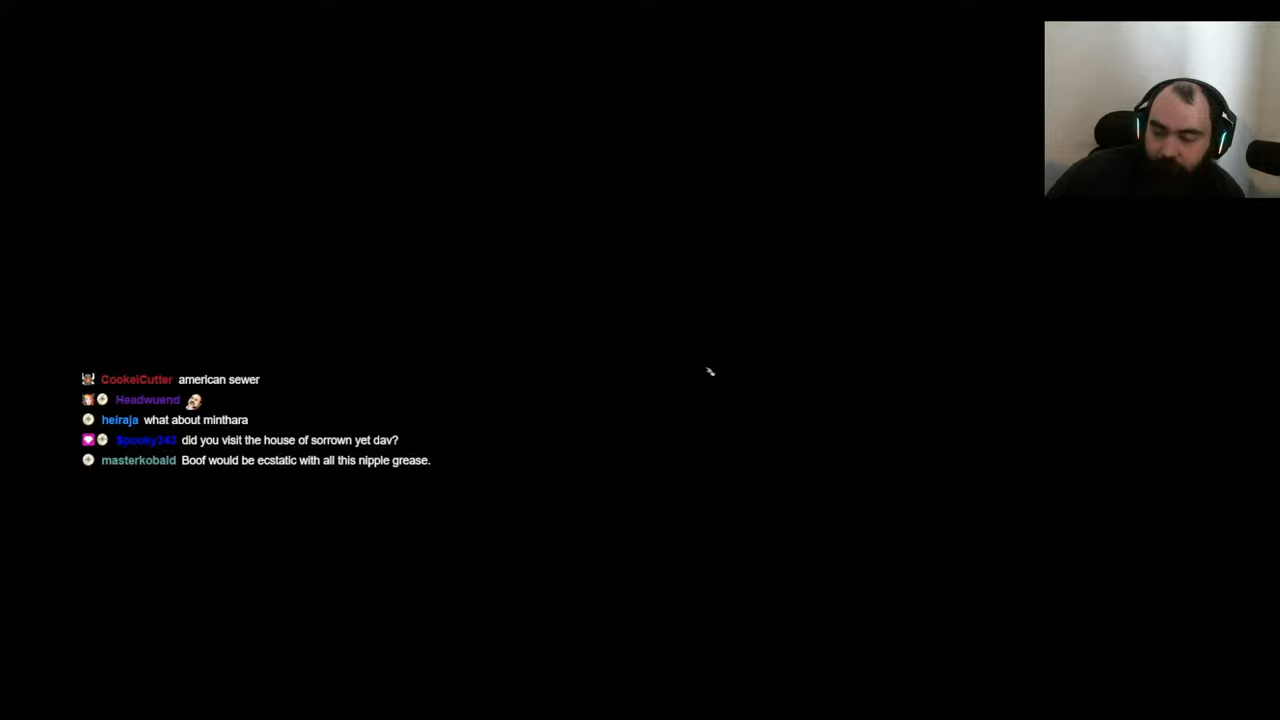 CookeiCutter american sewer
Headwuend
heiraja what about minthara
Spooky343 did you visit the house of sorrown yet dav?
masterkobald Boof would be ecstatic with all this nipple grease.